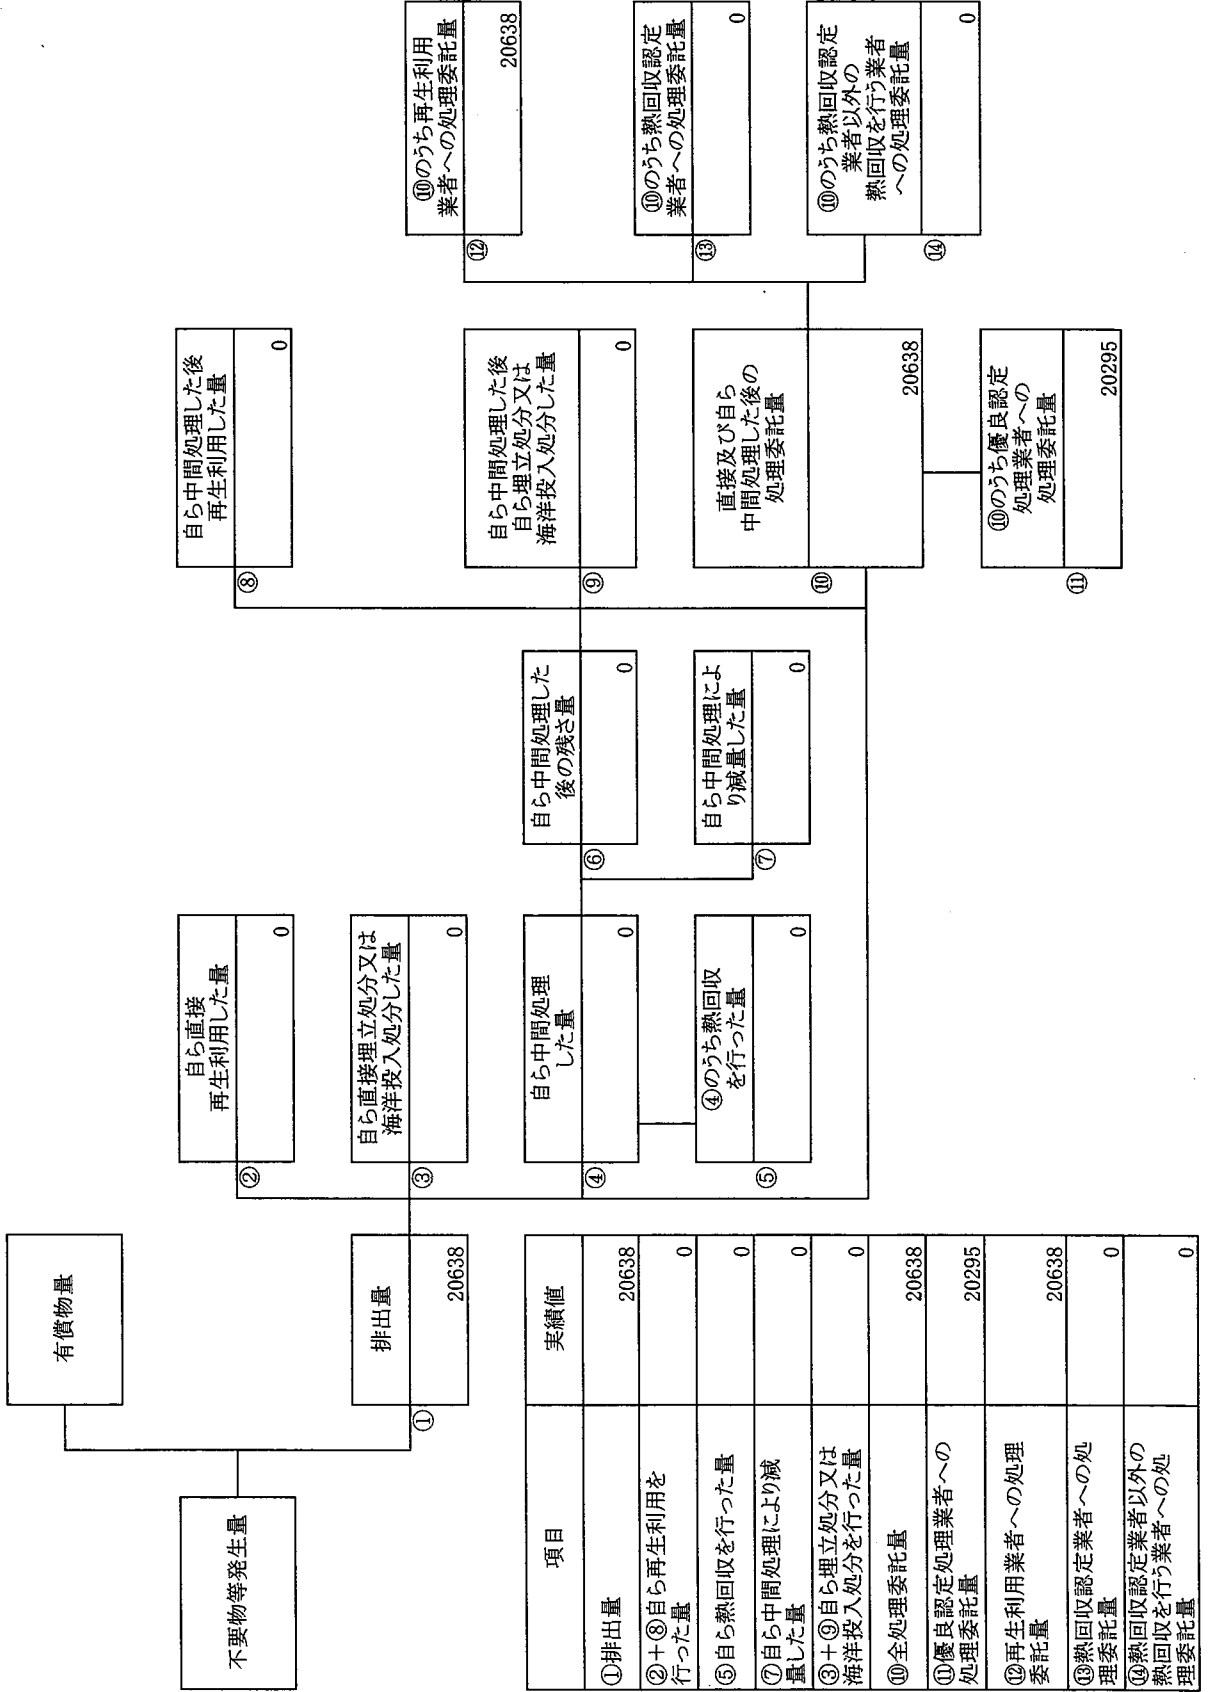 不要物等発生量
有償物量
①
排出量
20638
②
自ら直接
再生利用した量
0
③
自ら直接埋立処分又は
海洋投入処分した量
0
④
自ら中間処理
した量
0
⑤
④のうち熱回収
を行った量
0
⑥
自ら中間処理した
後の残さ量
0
⑦
自ら中間処理によ
り減量した量
0
⑧
自ら中間処理した後
再生利用した量
0
⑨
自ら中間処理した後
自ら埋立処分又は
海洋投入処分した量
0
⑩
直接及び自ら
中間処理した後の
処理委託量
20638
⑪
⑩のうち優良認定
処理業者への
処理委託量
20295
⑫
⑩のうち再生利用
業者への処理委託量
20638
⑬
⑩のうち熱回収認定
業者への処理委託量
0
⑭
⑩のうち熱回収認定
業者以外の
熱回収を行う業者
への処理委託量
0
項目
実績値
①排出量
20638
②+⑧自ら再生利用を
行った量
0
⑤自ら熱回収を行った量
0
⑦自ら中間処理により減
量した量
0
③+⑨自ら埋立処分又は
海洋投入処分を行った量
0
⑩全処理委託量
20638
⑪優良認定処理業者への
処理委託量
20295
⑫再生利用業者への処理
委託量
20638
⑬熱回収認定業者への処
理委託量
0
⑭熱回収認定業者以外の
熱回収を行う業者への処
理委託量
0